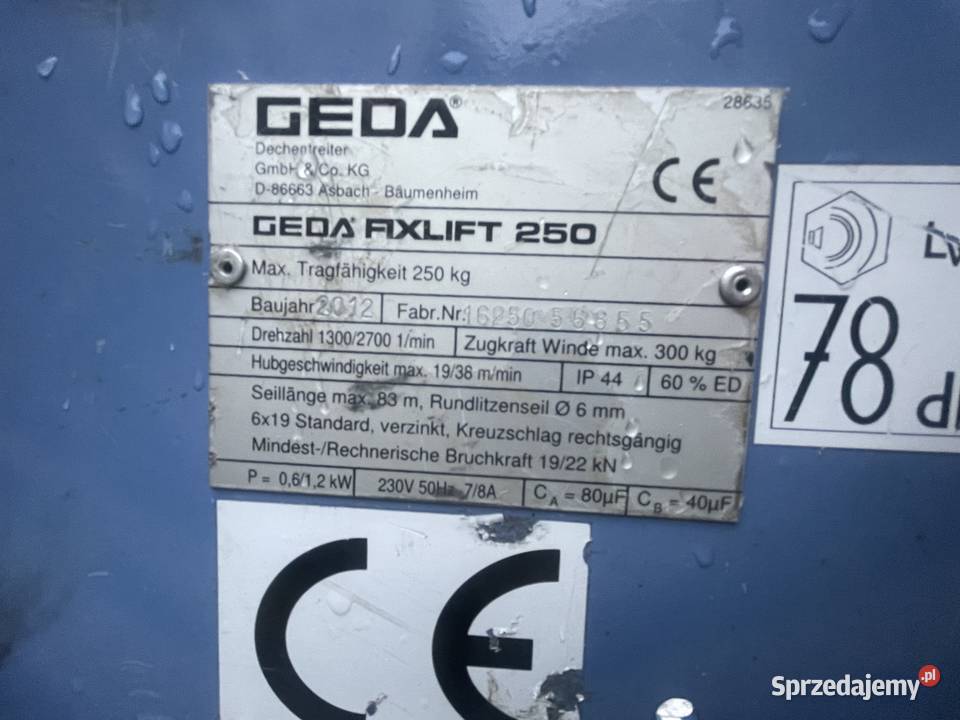 GEDA®
28635
Dechentreiter
GmbH & Co. KG
D-86663 Asbach - Bäumenheim
CE
GEDA FIXLIFT 250
Max. Tragfähigkeit 250 kg
Baujahr 2012 Fabr.Nr. 16250 56655
Drehzahl 1300/2700 1/min Zugkraft Winde max. 300 kg
Hubgeschwindigkeit max. 19/38 m/min IP 44 60 % ED
Seillänge max. 83 m, Rundlitzenseil Ø 6 mm
6x19 Standard, verzinkt, Kreuzschlag rechtsgängig
Mindest-/Rechnerische Bruchkraft 19/22 kN
P = 0,6/1,2 kW 230V 50Hz 7/8A CA = 80µF CB = 40µF
78
CE
Sprzedajemy.pl